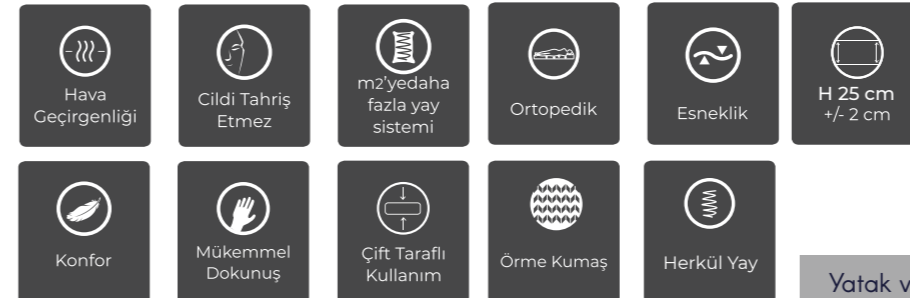 Hava
Geçirgenliği
Cildi Tahriş
Etmez
m2'yedaha
fazla yay
sistemi
Ortopedik
Esneklik
H 25 cm
+/- 2 cm
Konfor
Mükemmel
Dokunuş
Çift Taraflı
Kullanım
Örme Kumaş
Herkül Yay
Yatak v